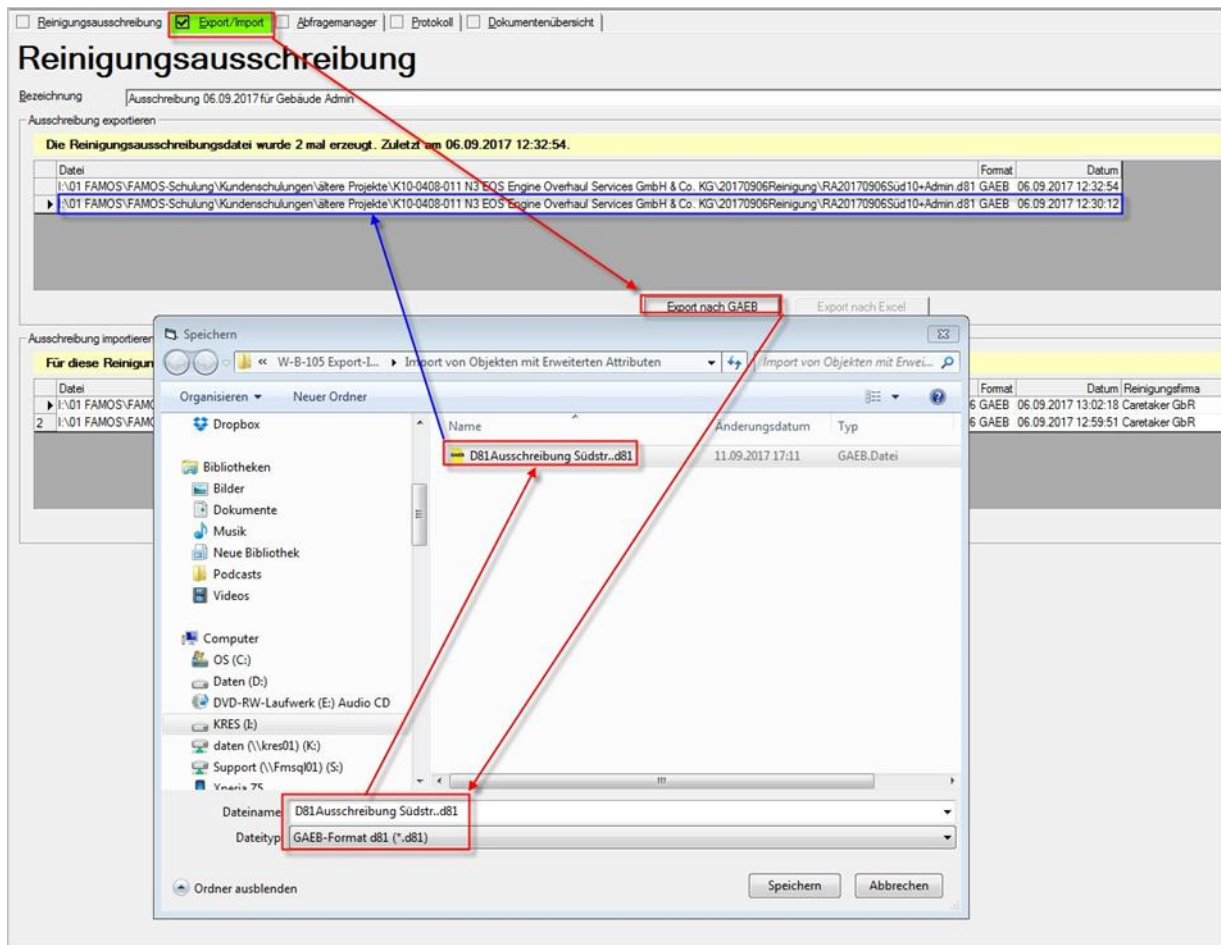 Reinigungsausschreibung Export/Import Abfragemanager Protokoll Dokumentenübersicht
Reinigungsausschreibung
Bezeichnung Ausschreibung 06.09.2017 für Gebäude Admin
Ausschreibung exportieren
Die Reinigungsausschreibungsdatei wurde 2 mal erzeugt. Zuletzt am 06.09.2017 12:32:54.
Datei Format Datum
I:\01 FAMOS\FAMOS-Schulung\Kundenschulungen\ältere Projekte\K10-0408-011 N3 EOS Engine Overhaul Services GmbH & Co. KG\20170906Reinigung\RA20170906Süd10+Admin.d81 GAEB 06.09.2017 12:32:54
I:\01 FAMOS\FAMOS-Schulung\Kundenschulungen\ältere Projekte\K10-0408-011 N3 EOS Engine Overhaul Services GmbH & Co. KG\20170906Reinigung\RA20170906Süd10+Admin.d81 GAEB 06.09.2017 12:30:12
Export nach GAEB Export nach Excel
Ausschreibung importieren
Für diese Reinigun
Datei Format Datum Reinigungsfirma
I:\01 FAMOS\FAMO 6 GAEB 06.09.2017 13:02:18 Caretaker GbR
2 I:\01 FAMOS\FAMO 6 GAEB 06.09.2017 12:59:51 Caretaker GbR
Speichern
« W-B-105 Export-I... Import von Objekten mit Erweiterten Attributen Import von Objekten mit Erwei...
Organisieren Neuer Ordner
Name Änderungsdatum Typ
D81Ausschreibung Südstr..d81 11.09.2017 17:11 GAEB.Datei
Dropbox
Bibliotheken
Bilder
Dokumente
Musik
Neue Bibliothek
Podcasts
Videos
Computer
OS (C:)
Daten (D:)
DVD-RW-Laufwerk (E:) Audio CD
KRES (I:)
daten (\\kres01) (K:)
Support (\\Fmsql01) (S:)
Xperia Z5
Dateiname D81Ausschreibung Südstr..d81
Dateityp GAEB-Format d81 (*.d81)
Ordner ausblenden Speichern Abbrechen